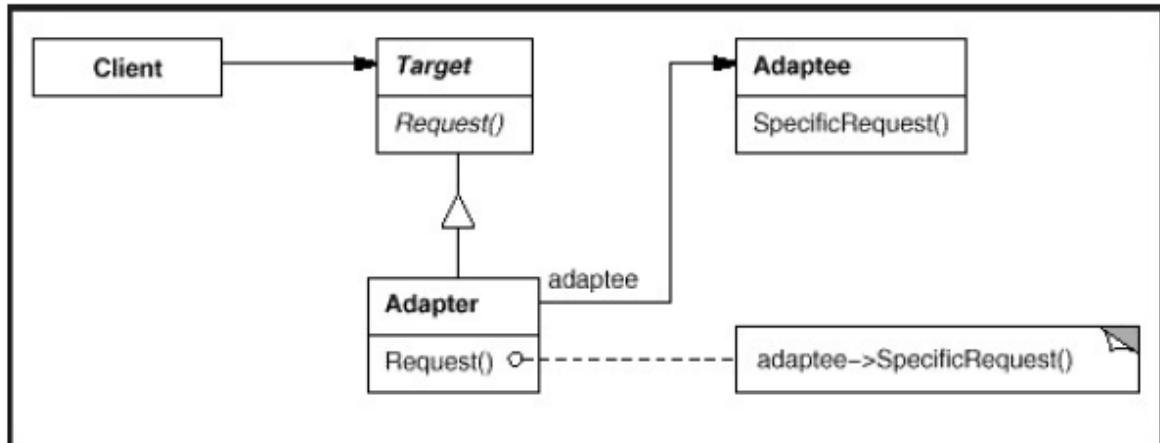 Client
Target
Request()
Adaptee
SpecificRequest()
adaptee
Adapter
Request()
adaptee->SpecificRequest()